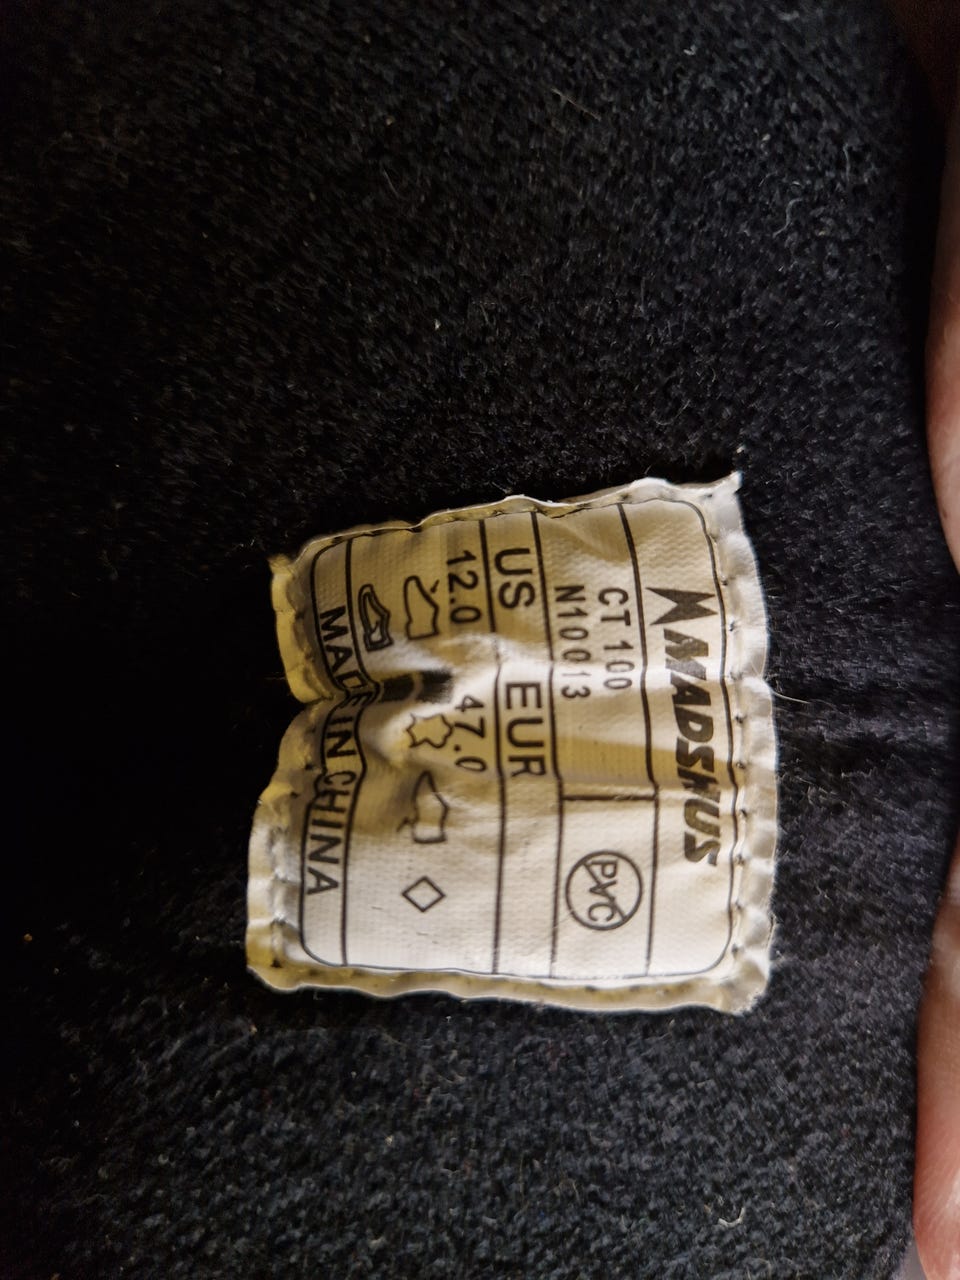 MADSHUS
CT 100
N10013
PVC
US EUR
12.0 47.0
MADE IN CHINA